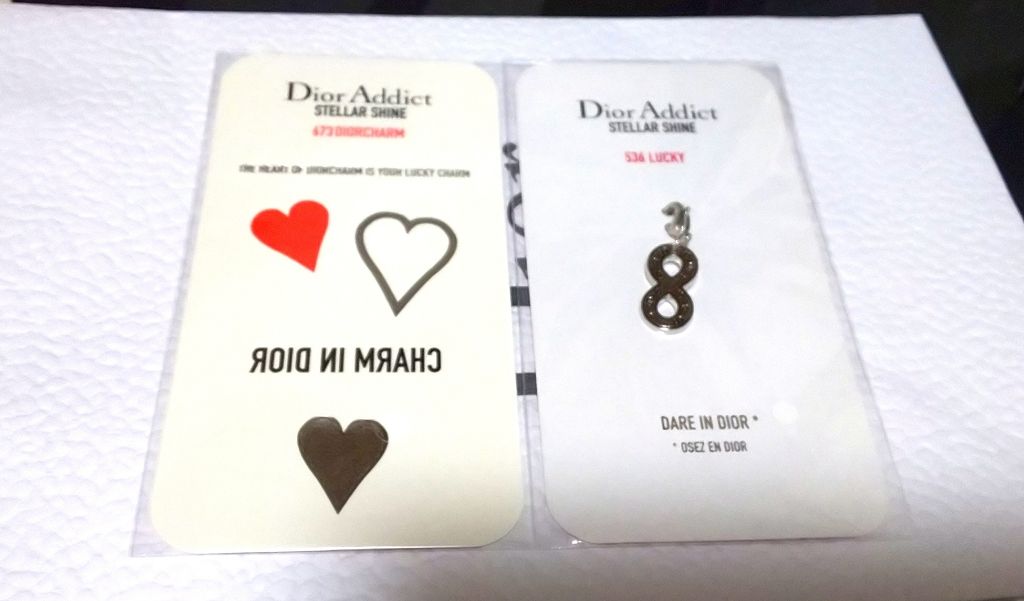 Dior Addict
STELLAR SHINE
673 DIORCHARM
THE HEART OF DIORCHARM IS YOUR LUCKY CHARM
CHARM IN DIOR
Dior Addict
STELLAR SHINE
536 LUCKY
8
DARE IN DIOR *
* OSEZ EN DIOR